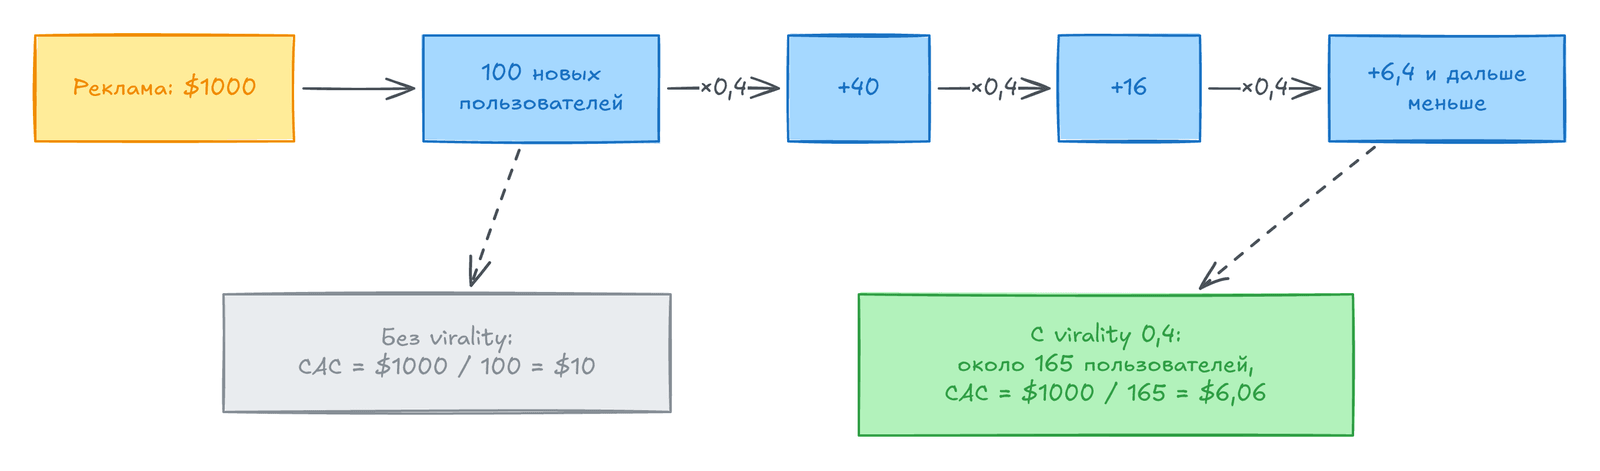 Реклама: $1000
100 новых
пользователей
×0,4
+40
×0,4
+16
×0,4
+6,4 и дальше
меньше
Без virality:
CAC = $1000 / 100 = $10
С virality 0,4:
около 165 пользователей,
CAC = $1000 / 165 = $6,06